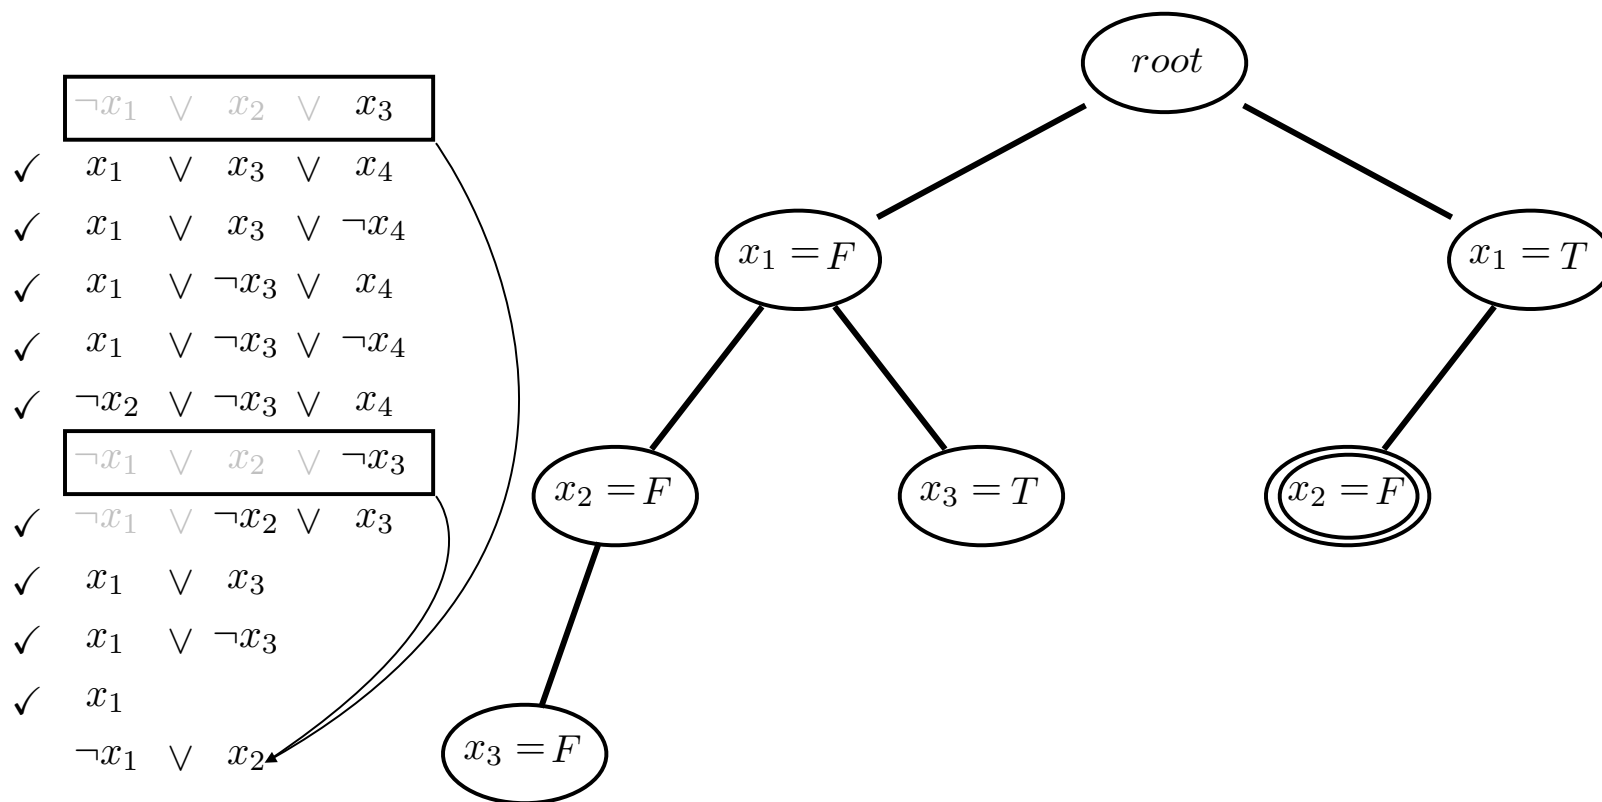 ¬x₁ ∨ x₂ ∨ x₃
✓ x₁ ∨ x₃ ∨ x₄
✓ x₁ ∨ x₃ ∨ ¬x₄
✓ x₁ ∨ ¬x₃ ∨ x₄
✓ x₁ ∨ ¬x₃ ∨ ¬x₄
✓ ¬x₂ ∨ ¬x₃ ∨ x₄
¬x₁ ∨ x₂ ∨ ¬x₃
✓ ¬x₁ ∨ ¬x₂ ∨ x₃
✓ x₁ ∨ x₃
✓ x₁ ∨ ¬x₃
✓ x₁
¬x₁ ∨ x₂
root
x₁ = F
x₁ = T
x₂ = F
x₃ = T
x₂ = F
x₃ = F